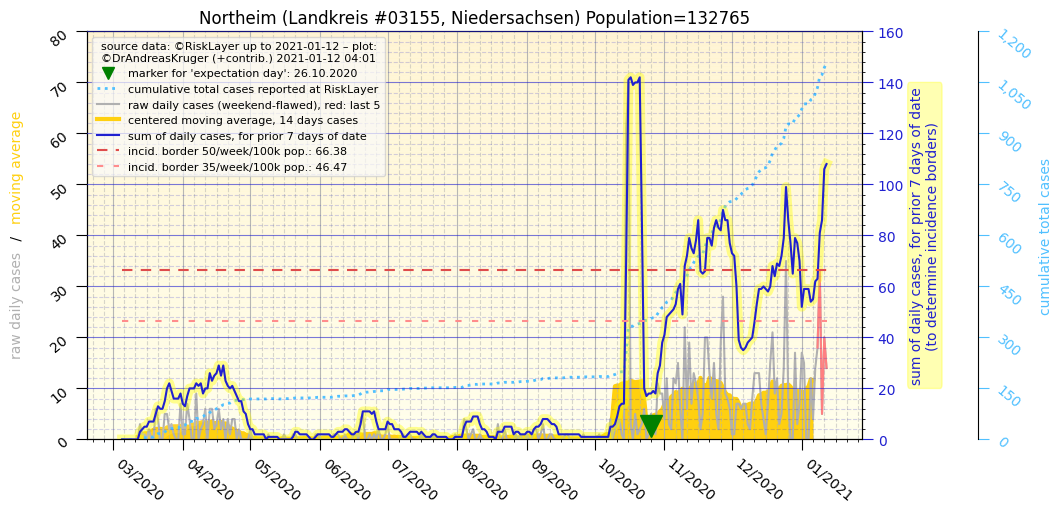 Northeim (Landkreis #03155, Niedersachsen) Population=132765
source data: ©RiskLayer up to 2021-01-12 – plot:
©DrAndreasKruger (+contrib.) 2021-01-12 04:01
marker for 'expectation day': 26.10.2020
cumulative total cases reported at RiskLayer
raw daily cases (weekend-flawed), red: last 5
centered moving average, 14 days cases
sum of daily cases, for prior 7 days of date
incid. border 50/week/100k pop.: 66.38
incid. border 35/week/100k pop.: 46.47
raw daily cases / moving average
80
70
60
50
40
30
20
10
0
03/2020
04/2020
05/2020
06/2020
07/2020
08/2020
09/2020
10/2020
11/2020
12/2020
01/2021
160
140
120
100
80
60
40
20
0
sum of daily cases, for prior 7 days of date
(to determine incidence borders)
1,200
1,050
900
750
600
450
300
150
0
cumulative total cases